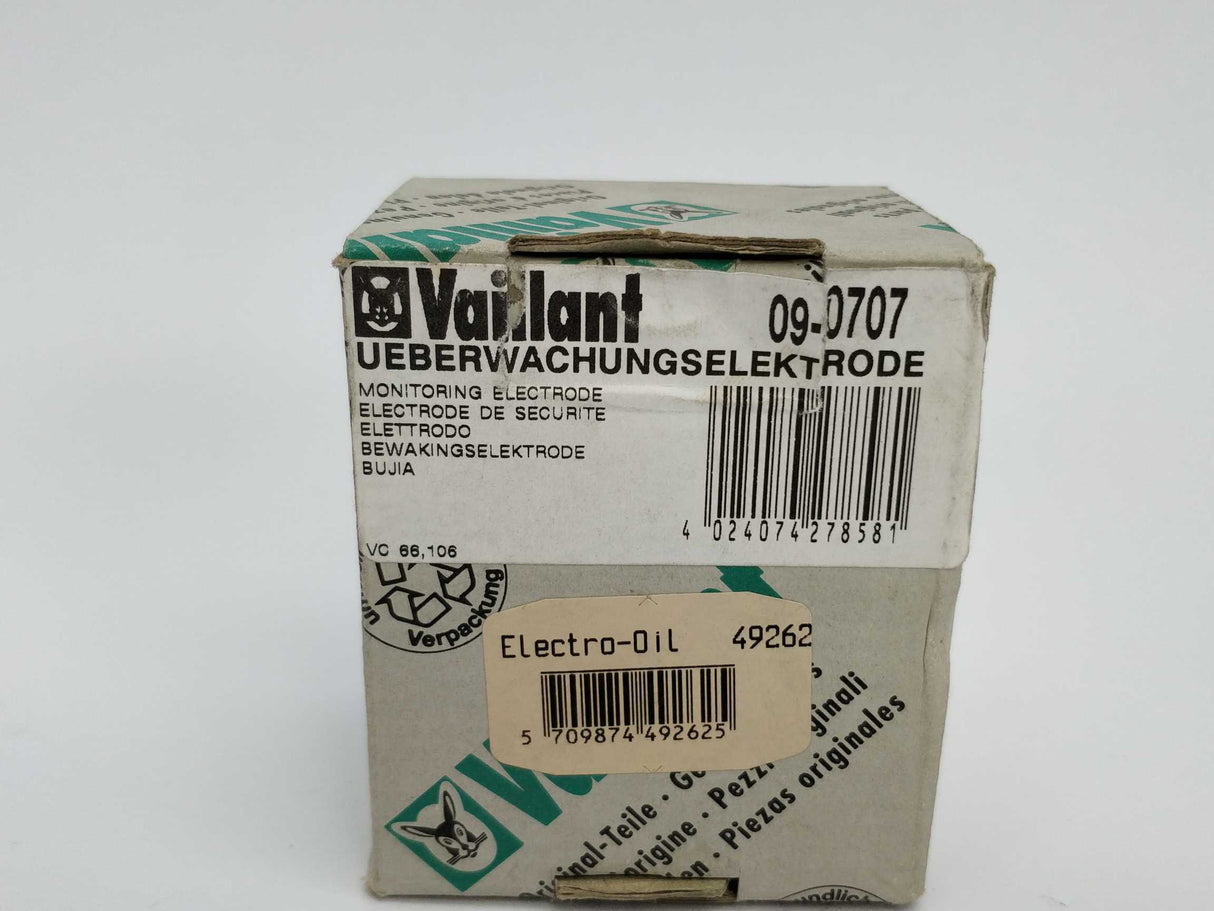 Vaillant 09-0707
UEBERWACHUNGSELEKTRODE
MONITORING ELECTRODE
ELECTRODE DE SECURITE
ELETTRODO
BEWAKINGSELEKTRODE
BUJIA
4 024074 278581
VC 66,106
Verpackung
Electro-Oil 49262
5 709874 492625
Original-Teile · 
origine · Pezzi originali
Piezas originales